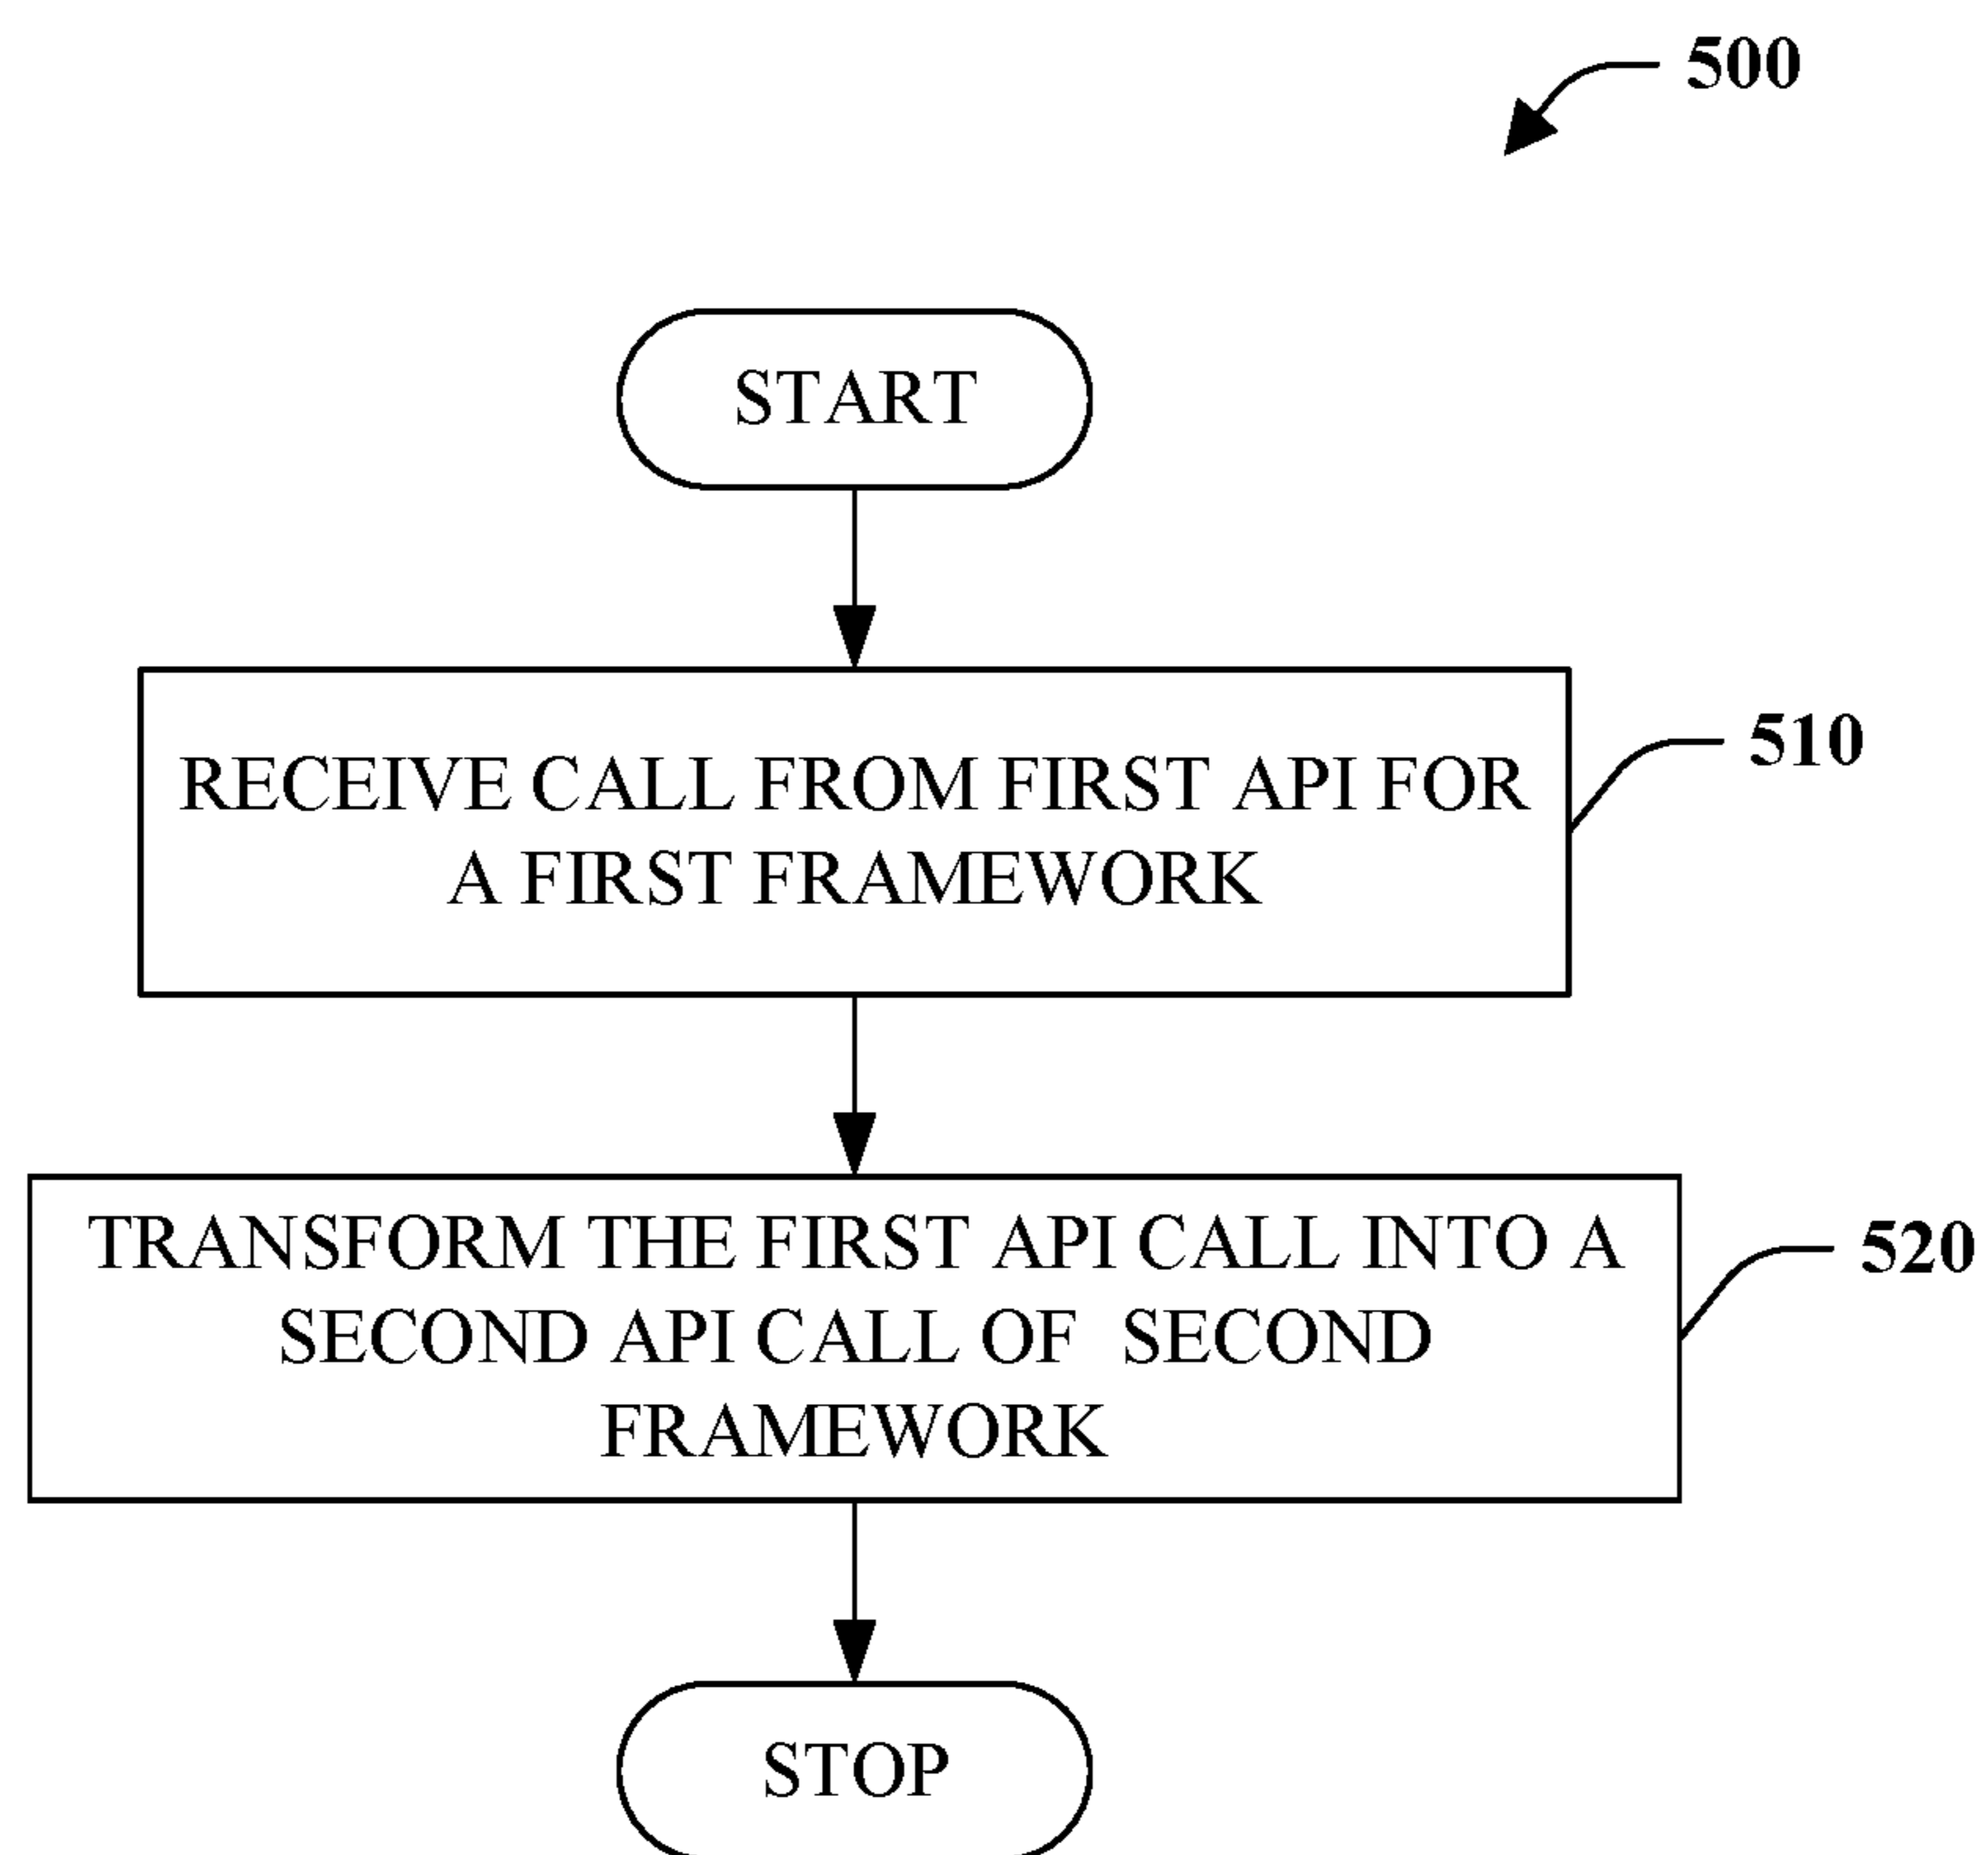 500
START
RECEIVE CALL FROM FIRST API FOR
A FIRST FRAMEWORK
510
TRANSFORM THE FIRST API CALL INTO A
SECOND API CALL OF SECOND
FRAMEWORK
520
STOP